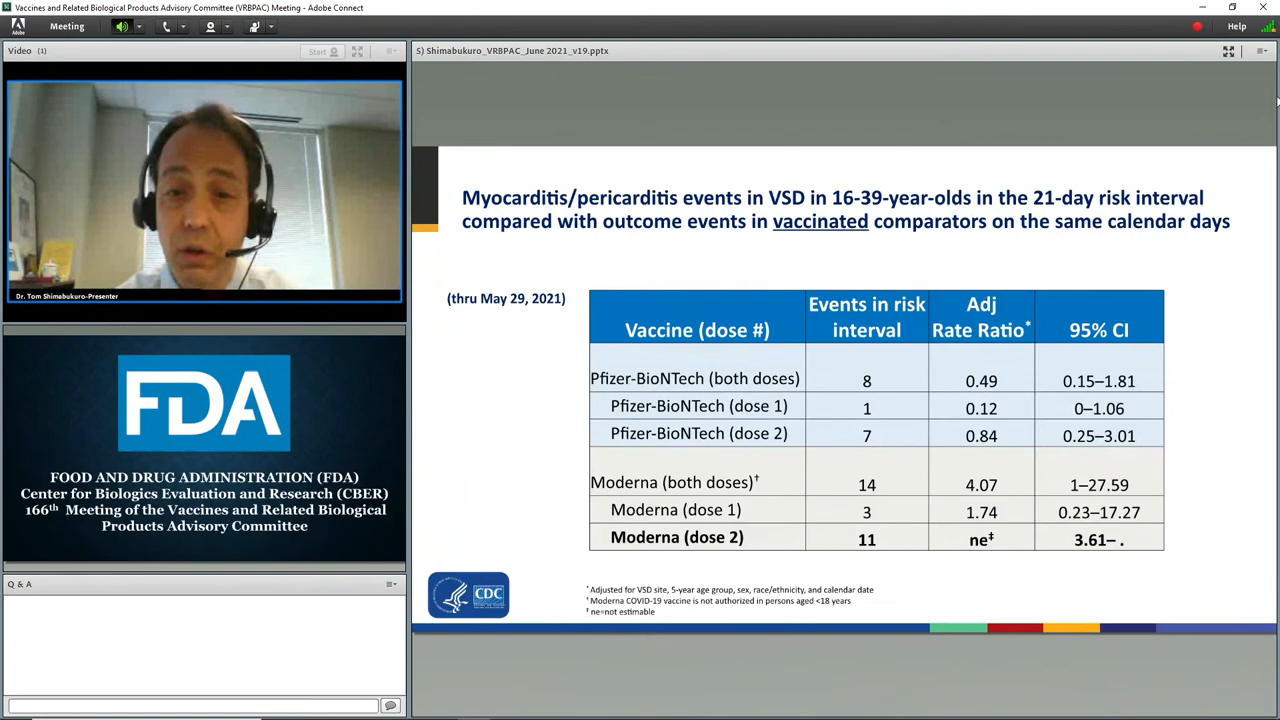 Vaccines and Related Biological Products Advisory Committee (VRBPAC) Meeting - Adobe Connect
Meeting
Help
Video (1)
Start
Dr. Tom Shimabukuro-Presenter
FDA
FOOD AND DRUG ADMINISTRATION (FDA)
Center for Biologics Evaluation and Research (CBER)
166th Meeting of the Vaccines and Related Biological
Products Advisory Committee
Q & A
5) Shimabukuro_VRBPAC_June 2021_v19.pptx
Myocarditis/pericarditis events in VSD in 16-39-year-olds in the 21-day risk interval
compared with outcome events in vaccinated comparators on the same calendar days
(thru May 29, 2021)
Vaccine (dose #) Events in risk interval Adj Rate Ratio* 95% CI
Pfizer-BioNTech (both doses) 8 0.49 0.15–1.81
Pfizer-BioNTech (dose 1) 1 0.12 0–1.06
Pfizer-BioNTech (dose 2) 7 0.84 0.25–3.01
Moderna (both doses)† 14 4.07 1–27.59
Moderna (dose 1) 3 1.74 0.23–17.27
Moderna (dose 2) 11 ne‡ 3.61– .
* Adjusted for VSD site, 5-year age group, sex, race/ethnicity, and calendar date
† Moderna COVID-19 vaccine is not authorized in persons aged <18 years
‡ ne=not estimable
CDC